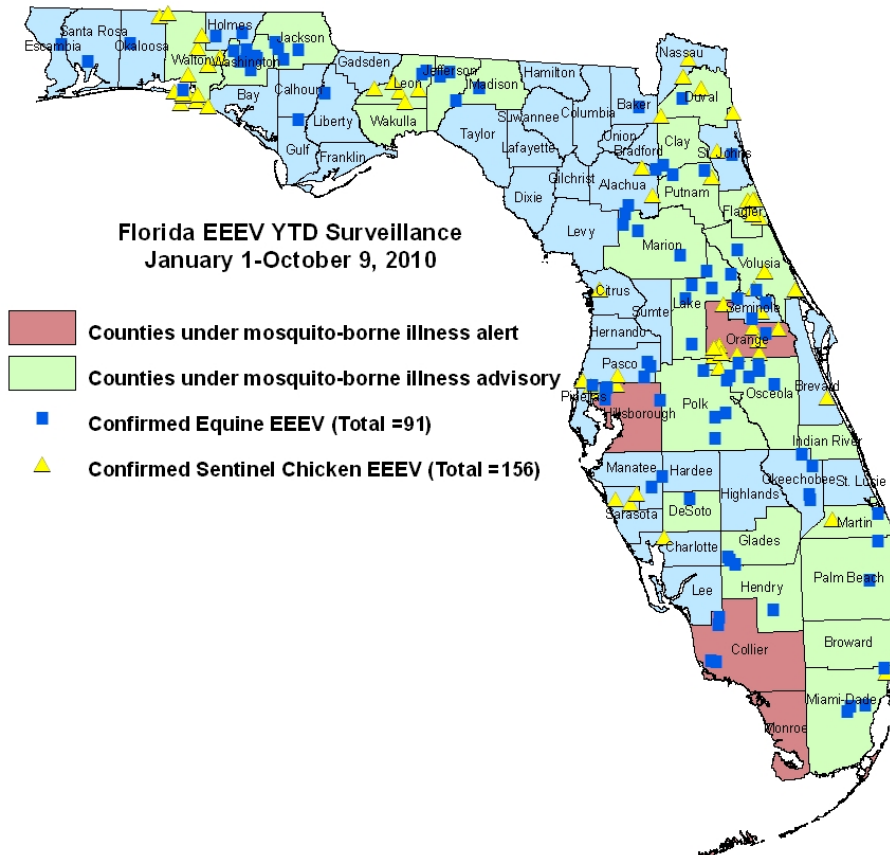 Holmes
Jackson
Santa Rosa
Escambia
Okaloosa
Walton
Washington
Gadsden
Nassau
Bay
Calhoun
Leon
Jefferson
Madison
Hamilton
Duval
Liberty
Wakulla
Suwannee
Columbia
Baker
Gulf
Franklin
Taylor
Lafayette
Union
Bradford
Clay
St Johns
Dixie
Gilchrist
Alachua
Putnam
Flagler
Levy
Marion
Volusia
Florida EEEV YTD Surveillance
January 1-October 9, 2010
Citrus
Sumte
Lake
Seminole
Hernando
Orange
Counties under mosquito-borne illness alert
Pasco
Counties under mosquito-borne illness advisory
Pinellas
Hillsborough
Polk
Osceola
Brevard
Confirmed Equine EEEV (Total =91)
Indian River
Confirmed Sentinel Chicken EEEV (Total =156)
Manatee
Hardee
Highlands
Okeechobee
St. Lucie
Sarasota
DeSoto
Martin
Charlotte
Glades
Lee
Hendry
Palm Beach
Collier
Broward
Miami-Dade
Monroe